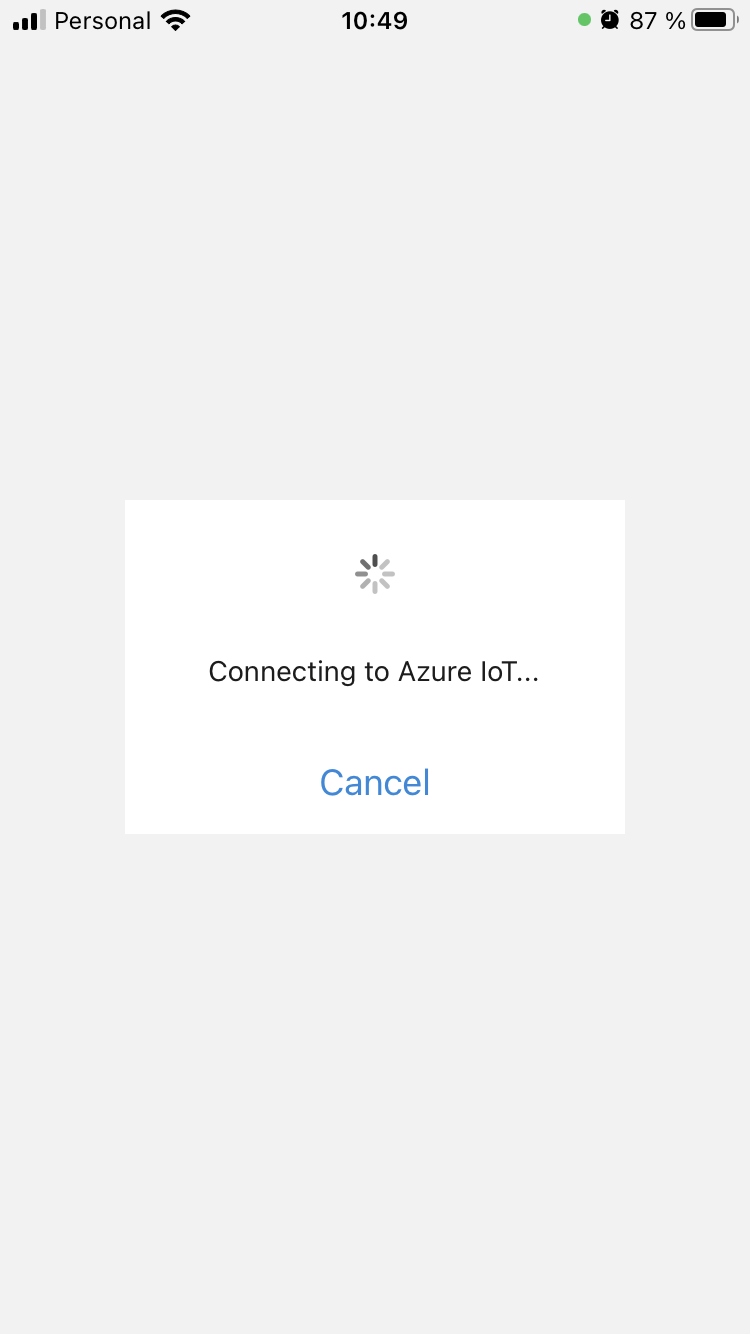 Personal 10:49 87 %
Connecting to Azure IoT...
Cancel